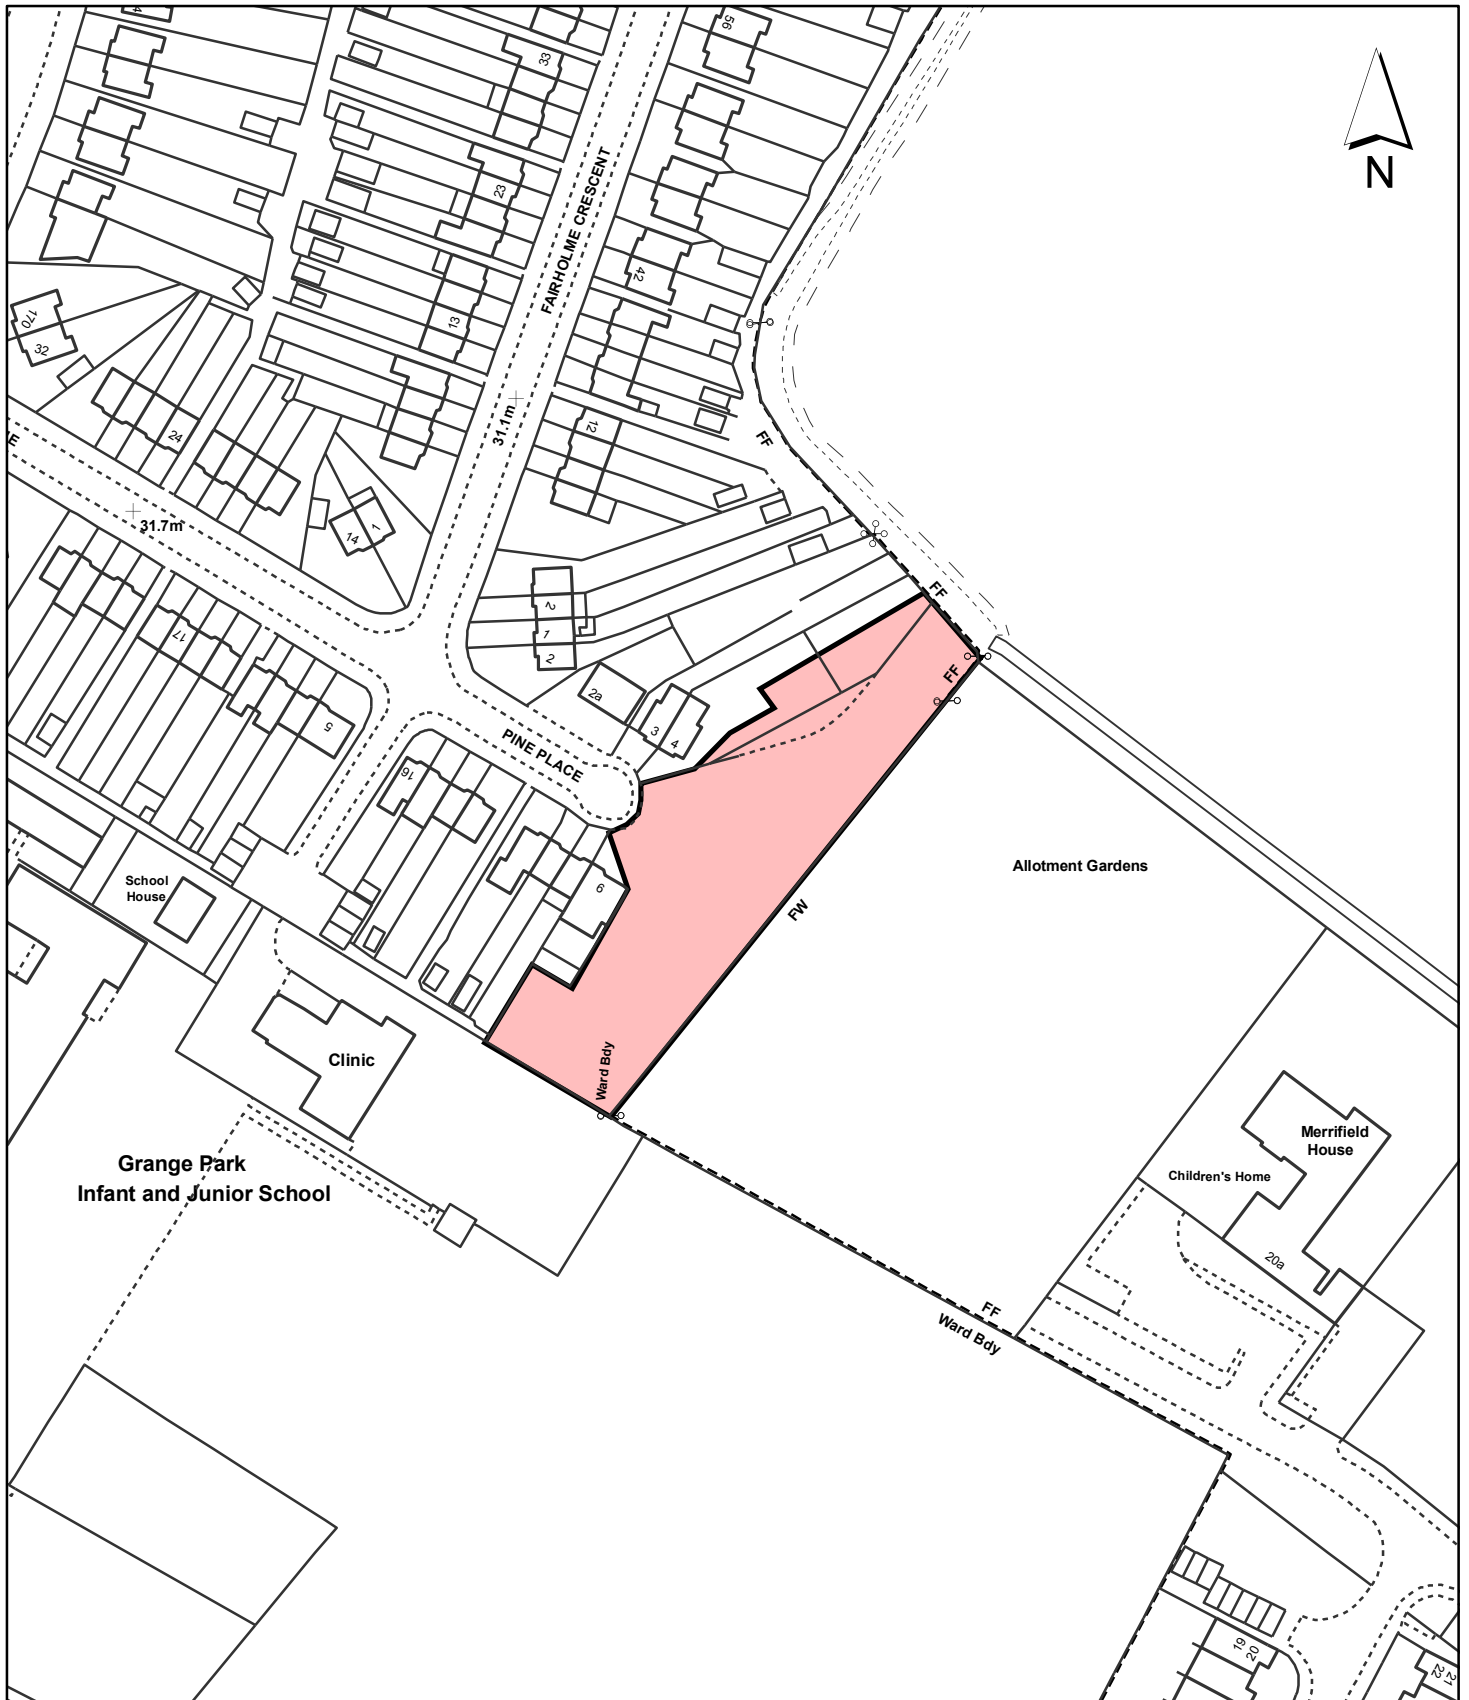 56
33
N
FAIRHOLME CRESCENT
23
42
170
32
13
31.1m
12
24
FF
31.7m
14
1
FF
2
1
2
17
2a
FF
3
4
5
PINE PLACE
16
Allotment Gardens
School
House
6
FW
Clinic
Ward Bdy
Merrifield
House
Grange Park
Infant and Junior School
Children's Home
20a
FF
Ward Bdy
19
20
22
21